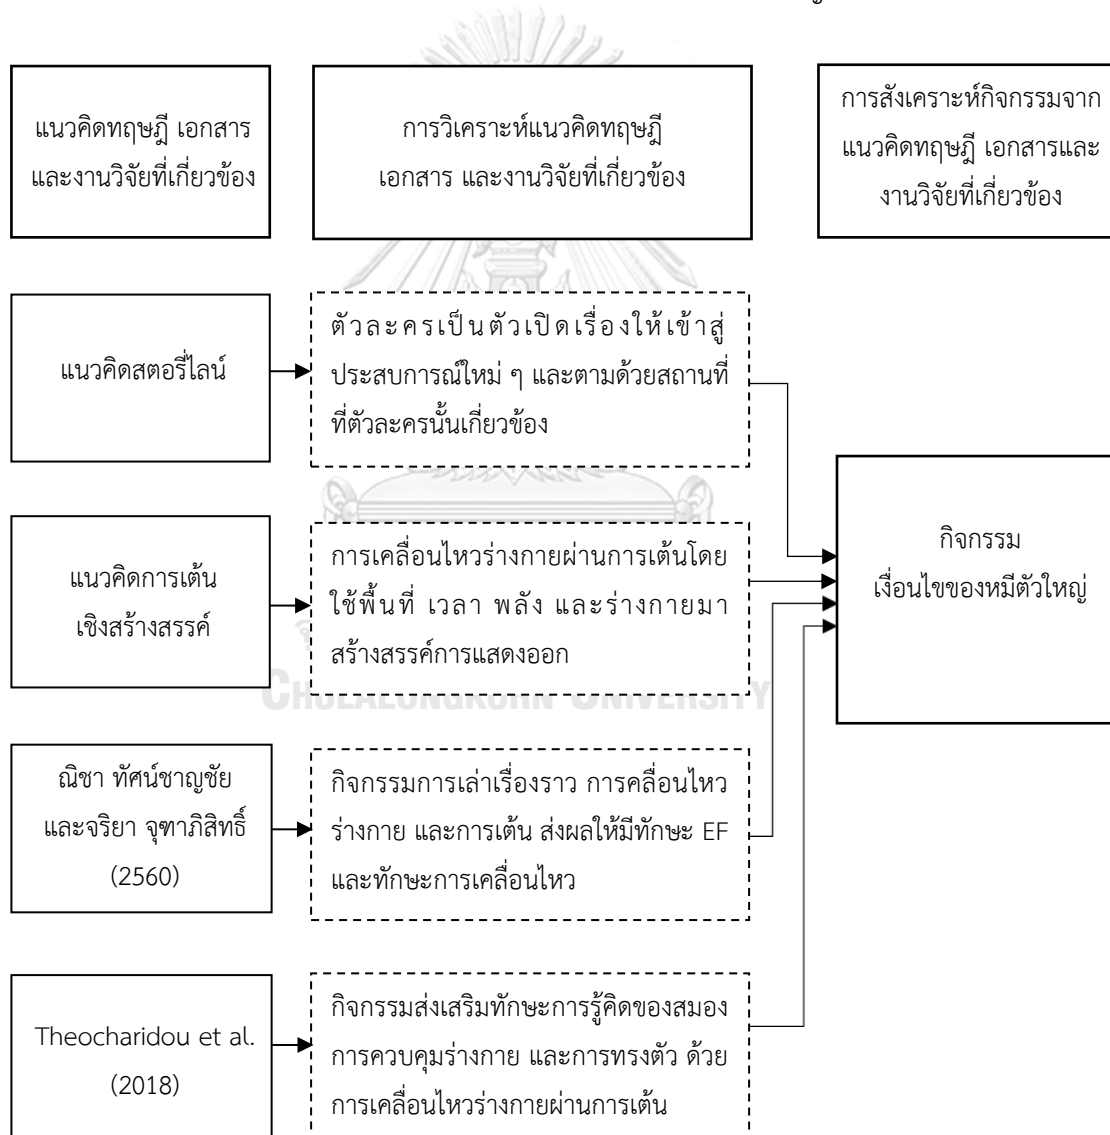 แนวคิดทฤษฎี เอกสาร
และงานวิจัยที่เกี่ยวข้อง
การวิเคราะห์แนวคิดทฤษฎี
เอกสาร และงานวิจัยที่เกี่ยวข้อง
การสังเคราะห์กิจกรรมจาก
แนวคิดทฤษฎี เอกสารและ
งานวิจัยที่เกี่ยวข้อง
แนวคิดสตอรี่ไลน์
ตัวละครเป็นตัวเปิดเรื่องให้เข้าสู่
ประสบการณ์ใหม่ ๆ และตามด้วยสถานที่
ที่ตัวละครนั้นเกี่ยวข้อง
แนวคิดการเต้น
เชิงสร้างสรรค์
การเคลื่อนไหวร่างกายผ่านการเต้นโดย
ใช้พื้นที่ เวลา พลัง และร่างกายมา
สร้างสรรค์การแสดงออก
กิจกรรม
เงื่อนไขของหมีตัวใหญ่
CHULALONGKORN UNIVERSITY
ณิชา ทัศน์ชาญชัย
และจริยา จุฑาภิสิทธิ์
(2560)
กิจกรรมการเล่าเรื่องราว การคลื่อนไหว
ร่างกาย และการเต้น ส่งผลให้มีทักษะ EF
และทักษะการเคลื่อนไหว
Theocharidou et al.
(2018)
กิจกรรมส่งเสริมทักษะการรู้คิดของสมอง
การควบคุมร่างกาย และการทรงตัว ด้วย
การเคลื่อนไหวร่างกายผ่านการเต้น